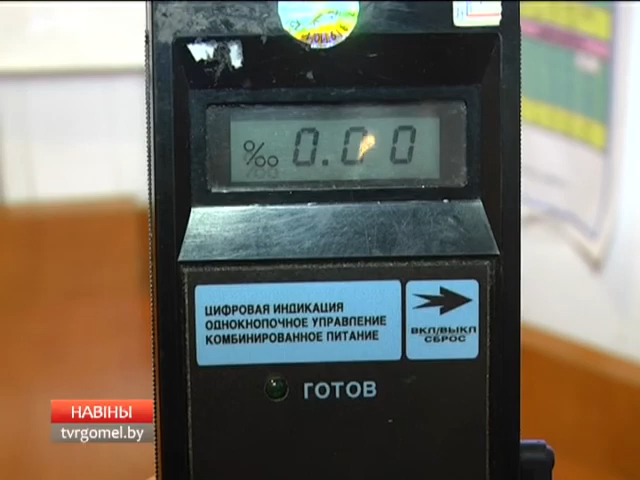 ‰ 0.00
ЦИФРОВАЯ ИНДИКАЦИЯ
ОДНОКНОПОЧНОЕ УПРАВЛЕНИЕ
КОМБИНИРОВАННОЕ ПИТАНИЕ
ВКЛ/ВЫКЛ
СБРОС
ГОТОВ
НАВІНЫ
tvrgomel.by